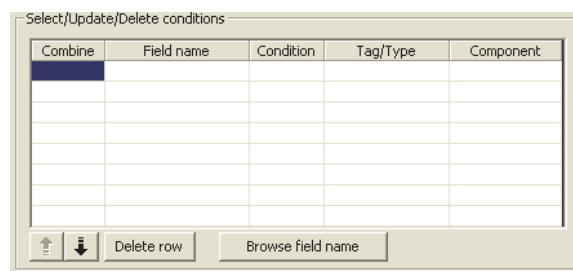 Select/Update/Delete conditions
Combine Field name Condition Tag/Type Component
Delete row Browse field name